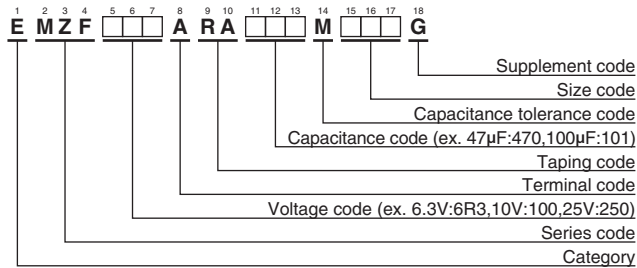 1 2 3 4 5 6 7 8 9 10 11 12 13 14 15 16 17 18
E MZF □□□ A RA □□□ M □□□ G
Supplement code
Size code
Capacitance tolerance code
Capacitance code (ex. 47μF:470,100μF:101)
Taping code
Terminal code
Voltage code (ex. 6.3V:6R3,10V:100,25V:250)
Series code
Category